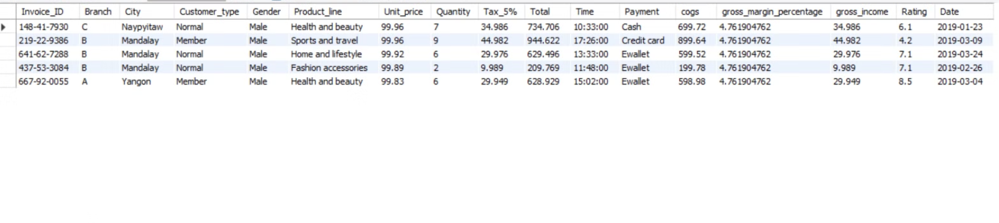 Invoice_ID Branch City Customer_type Gender Product_line Unit_price Quantity Tax_5% Total Time Payment cogs gross_margin_percentage gross_income Rating Date
148-41-7930 C Naypyitaw Normal Male Health and beauty 99.96 7 34.986 734.706 10:33:00 Cash 699.72 4.761904762 34.986 6.1 2019-01-23
219-22-9386 B Mandalay Member Male Sports and travel 99.96 9 44.982 944.622 17:26:00 Credit card 899.64 4.761904762 44.982 4.2 2019-03-09
641-62-7288 B Mandalay Normal Male Home and lifestyle 99.92 6 29.976 629.496 13:33:00 Ewallet 599.52 4.761904762 29.976 7.1 2019-03-24
437-53-3084 B Mandalay Normal Male Fashion accessories 99.89 2 9.989 209.769 11:48:00 Ewallet 199.78 4.761904762 9.989 7.1 2019-02-26
667-92-0055 A Yangon Member Male Health and beauty 99.83 6 29.949 628.929 15:02:00 Ewallet 598.98 4.761904762 29.949 8.5 2019-03-04